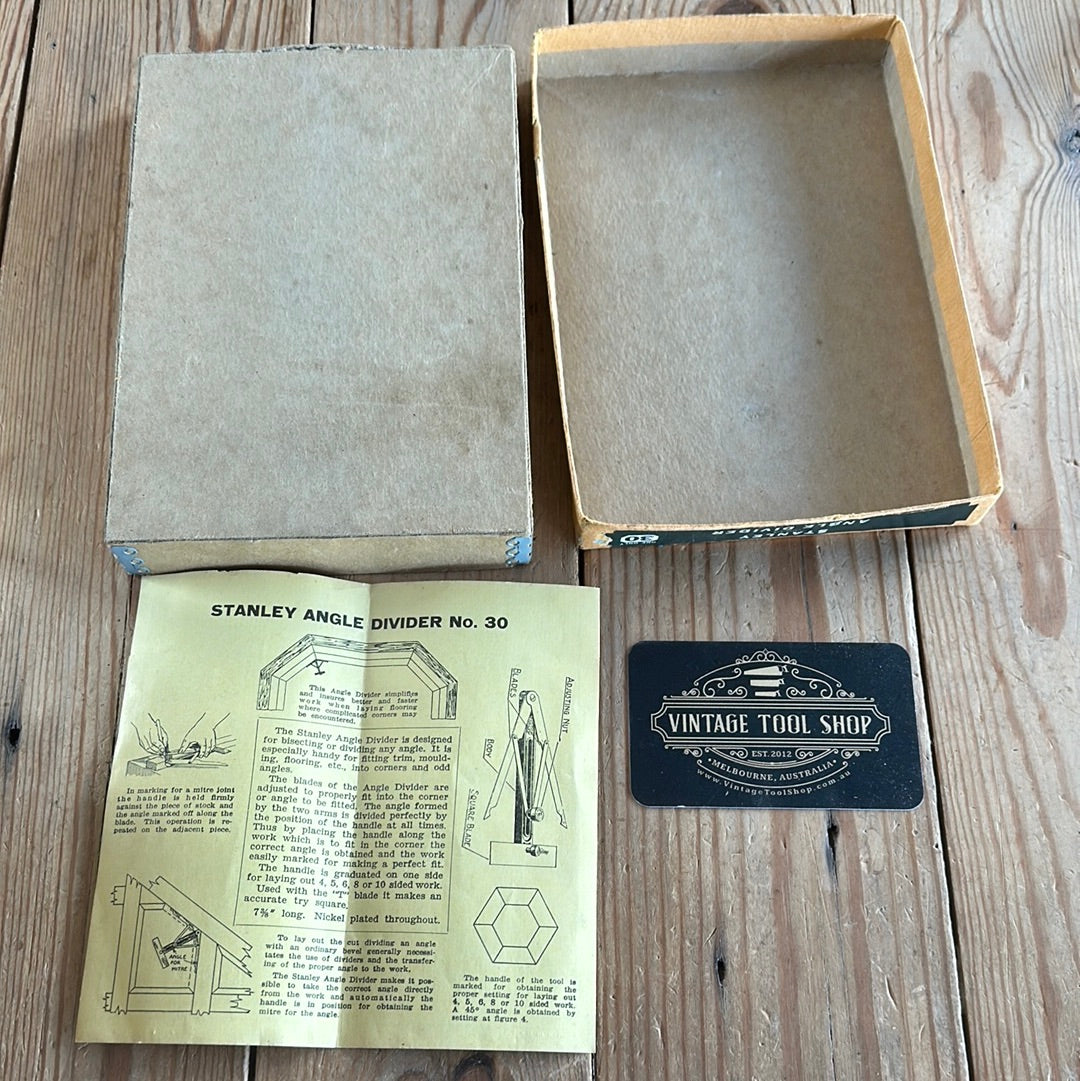 STANLEY
ANGLE DIVIDER
30
STANLEY ANGLE DIVIDER No. 30
This Angle Divider simplifies
and insures better and faster
work when laying flooring
where complicated corners may
be encountered.
In marking for a mitre joint
the handle is held firmly
against the piece of stock and
the angle marked off along the
blade. This operation is re-
peated on the adjacent piece.
The Stanley Angle Divider is designed
for bisecting or dividing any angle. It is
especially handy for fitting trim, mould-
ing, flooring, etc., into corners and odd
angles.
The blades of the Angle Divider are
adjusted to properly fit into the corner
or angle to be fitted. The angle formed
by the two arms is divided perfectly by
the position of the handle at all times.
Thus by placing the handle along the
work which is to fit in the corner the
correct angle is obtained and the work
easily marked for making a perfect fit.
The handle is graduated on one side
for laying out 4, 5, 6, 8 or 10 sided work.
Used with the "T" blade it makes an
accurate try square.
7⅜" long. Nickel plated throughout.
BLADES
ADJUSTING NUT
BODY
SQUARE BLADE
ANGLE
FOR
MITRE
To lay out the cut dividing an angle
with an ordinary bevel generally necessi-
tates the use of dividers and the transfer-
ing of the proper angle to the work.
The Stanley Angle Divider makes it pos-
sible to take the correct angle directly
from the work and automatically the
handle is in position for obtaining the
mitre for the angle.
The handle of the tool is
marked for obtaining the
proper setting for laying out
4, 5, 6, 8 or 10 sided work.
A 45° angle is obtained by
setting at figure 4.
VINTAGE TOOL SHOP
EST. 2012
MELBOURNE, AUSTRALIA
www.VintageToolShop.com.au